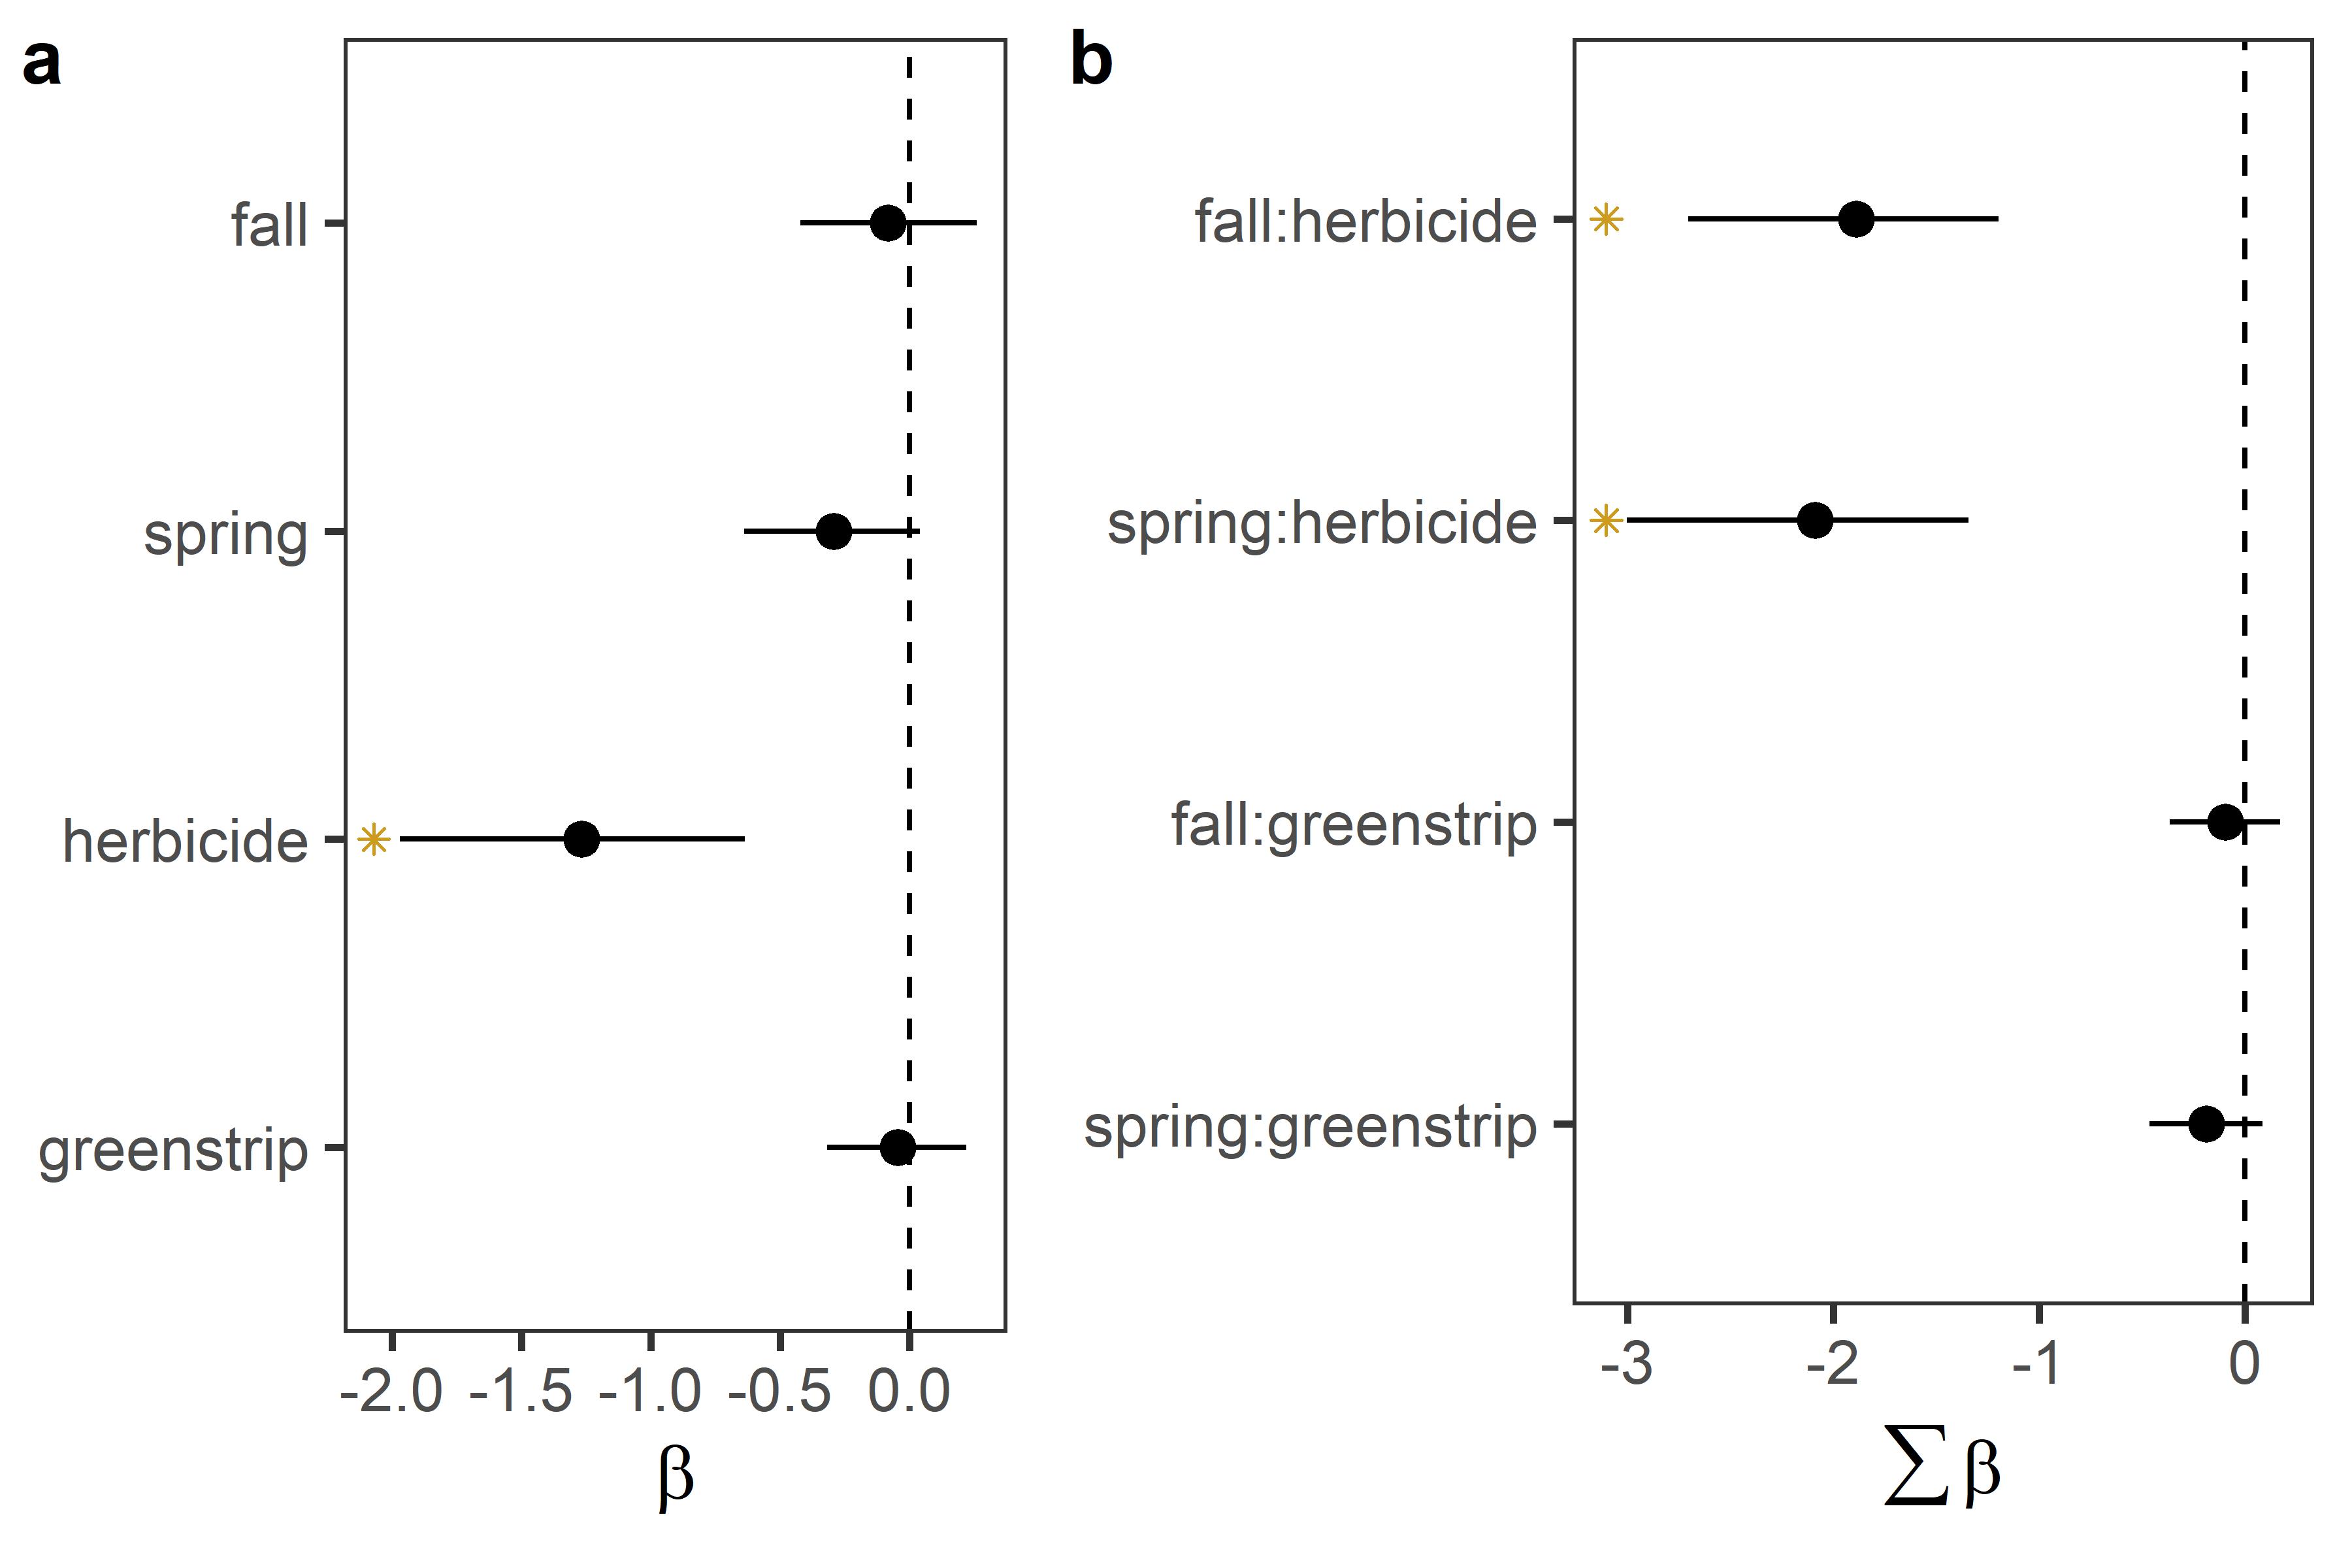 a
fall
spring
herbicide
greenstrip
-2.0 -1.5 -1.0 -0.5 0.0
β
b
fall:herbicide
spring:herbicide
fall:greenstrip
spring:greenstrip
-3 -2 -1 0
∑ β